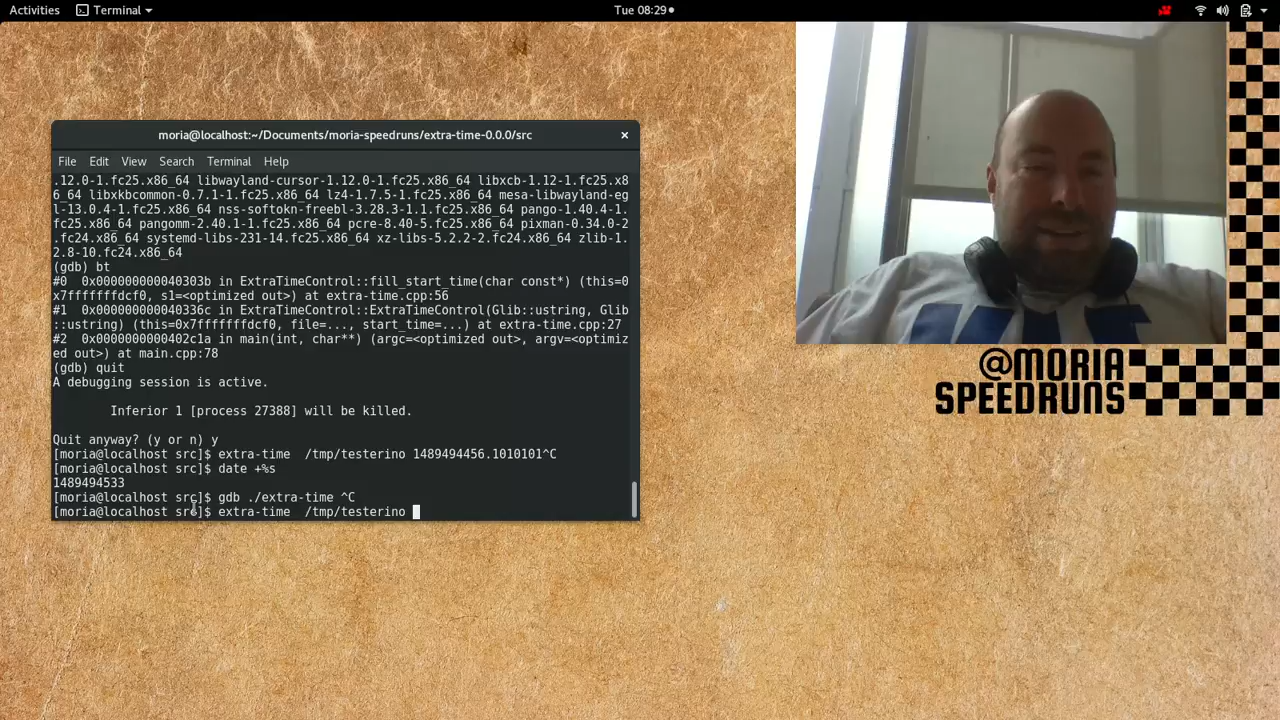 Activities Terminal Tue 08:29
moria@localhost:~/Documents/moria-speedruns/extra-time-0.0.0/src
File Edit View Search Terminal Help
.12.0-1.fc25.x86_64 libwayland-cursor-1.12.0-1.fc25.x86_64 libxcb-1.12-1.fc25.x8
6_64 libxkbcommon-0.7.1-1.fc25.x86_64 lz4-1.7.5-1.fc25.x86_64 mesa-libwayland-eg
l-13.0.4-1.fc25.x86_64 nss-softokn-freebl-3.28.3-1.1.fc25.x86_64 pango-1.40.4-1.
fc25.x86_64 pangomm-2.40.1-1.fc25.x86_64 pcre-8.40-5.fc25.x86_64 pixman-0.34.0-2
.fc24.x86_64 systemd-libs-231-14.fc25.x86_64 xz-libs-5.2.2-2.fc24.x86_64 zlib-1.
2.8-10.fc24.x86_64
(gdb) bt
#0  0x000000000040303b in ExtraTimeControl::fill_start_time(char const*) (this=0
x7fffffffdcf0, s1=<optimized out>) at extra-time.cpp:56
#1  0x000000000040336c in ExtraTimeControl::ExtraTimeControl(Glib::ustring, Glib
::ustring) (this=0x7fffffffdcf0, file=..., start_time=...) at extra-time.cpp:27
#2  0x0000000000402c1a in main(int, char**) (argc=<optimized out>, argv=<optimiz
ed out>) at main.cpp:78
(gdb) quit
A debugging session is active.
Inferior 1 [process 27388] will be killed.
Quit anyway? (y or n) y
[moria@localhost src]$ extra-time  /tmp/testerino 1489494456.1010101^C
[moria@localhost src]$ date +%s
1489494533
[moria@localhost src]$ gdb ./extra-time ^C
[moria@localhost src]$ extra-time  /tmp/testerino
@MORIA
SPEEDRUNS